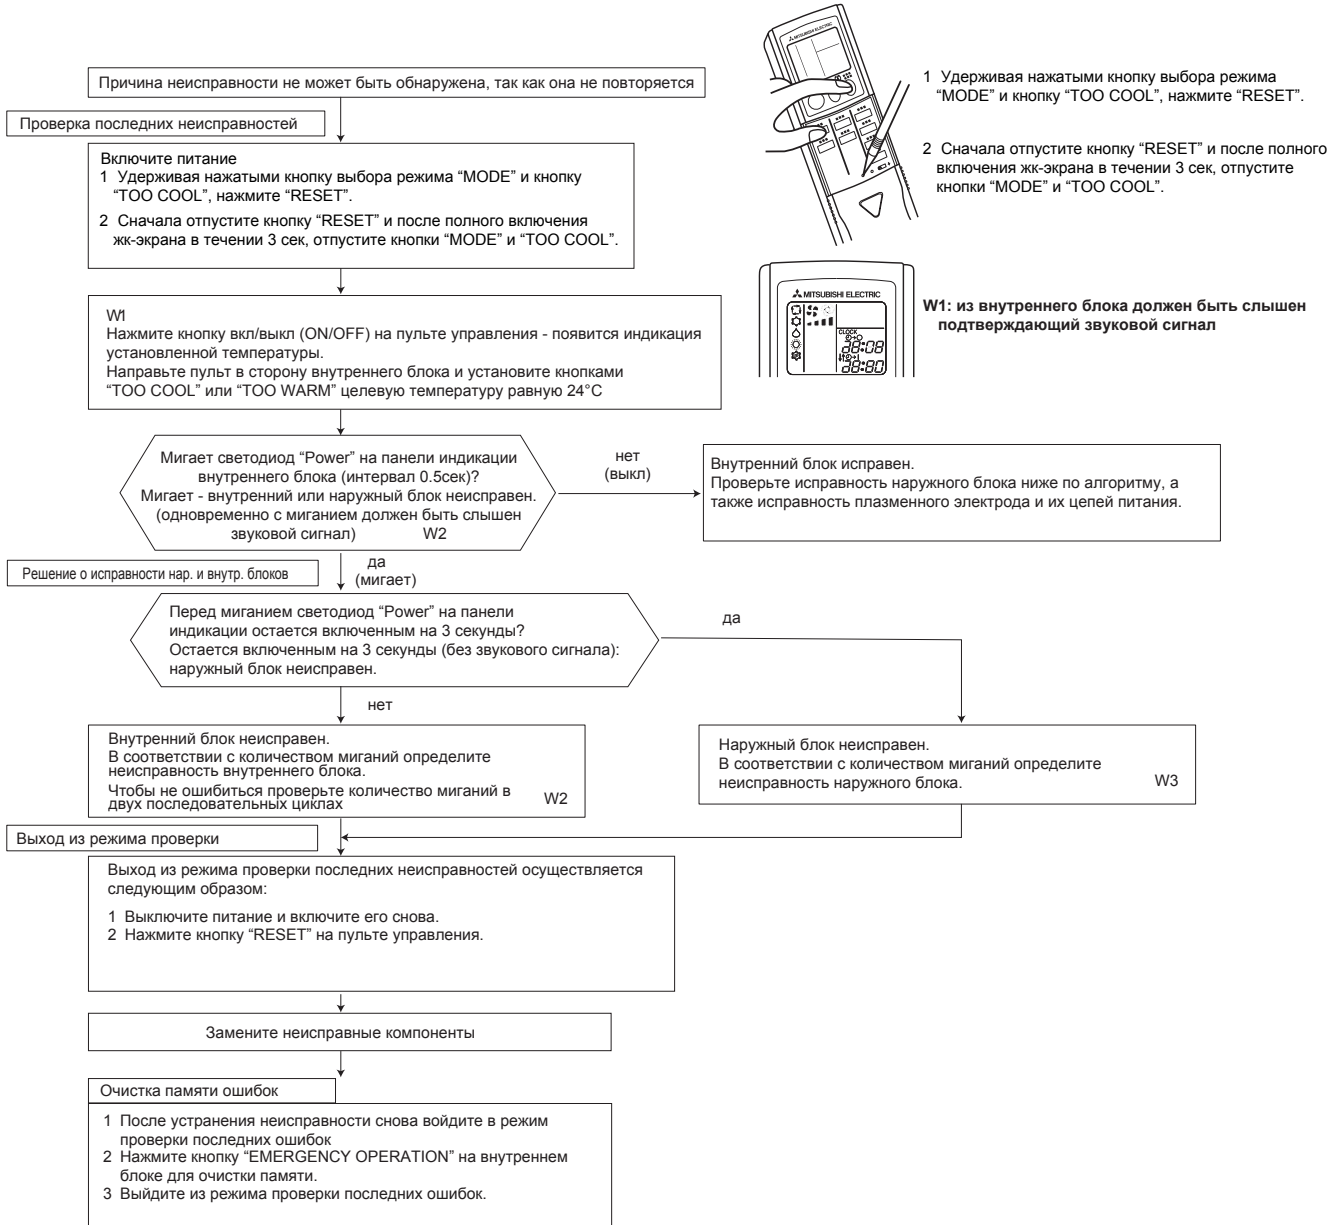 Причина неисправности не может быть обнаружена, так как она не повторяется
Проверка последних неисправностей
Включите питание
1 Удерживая нажатыми кнопку выбора режима “MODE” и кнопку
“TOO COOL”, нажмите “RESET”.
2 Сначала отпустите кнопку “RESET” и после полного включения
жк-экрана в течении 3 сек, отпустите кнопки “MODE” и “TOO COOL”.
MITSUBISHI ELECTRIC
1 Удерживая нажатыми кнопку выбора режима
“MODE” и кнопку “TOO COOL”, нажмите “RESET”.
2 Сначала отпустите кнопку “RESET” и после полного
включения жк-экрана в течении 3 сек, отпустите
кнопки “MODE” и “TOO COOL”.
MITSUBISHI ELECTRIC
CLOCK
88:08
88:80
W1: из внутреннего блока должен быть слышен
подтверждающий звуковой сигнал
W1
Нажмите кнопку вкл/выкл (ON/OFF) на пульте управления - появится индикация
установленной температуры.
Направьте пульт в сторону внутреннего блока и установите кнопками
“TOO COOL” или “TOO WARM” целевую температуру равную 24°C
Мигает светодиод “Power” на панели индикации
внутреннего блока (интервал 0.5сек)?
Мигает - внутренний или наружный блок неисправен.
(одновременно с миганием должен быть слышен
звуковой сигнал) W2
нет
(выкл)
Внутренний блок исправен.
Проверьте исправность наружного блока ниже по алгоритму, а
также исправность плазменного электрода и их цепей питания.
да
(мигает)
Решение о исправности нар. и внутр. блоков
Перед миганием светодиод “Power” на панели
индикации остается включенным на 3 секунды?
Остается включенным на 3 секунды (без звукового сигнала):
наружный блок неисправен.
да
нет
Внутренний блок неисправен.
В соответствии с количеством миганий определите
неисправность внутреннего блока.
Чтобы не ошибиться проверьте количество миганий в
двух последовательных циклах W2
Наружный блок неисправен.
В соответствии с количеством миганий определите
неисправность наружного блока. W3
Выход из режима проверки
Выход из режима проверки последних неисправностей осуществляется
следующим образом:
1 Выключите питание и включите его снова.
2 Нажмите кнопку “RESET” на пульте управления.
Замените неисправные компоненты
Очистка памяти ошибок
1 После устранения неисправности снова войдите в режим
проверки последних ошибок
2 Нажмите кнопку “EMERGENCY OPERATION” на внутреннем
блоке для очистки памяти.
3 Выйдите из режима проверки последних ошибок.